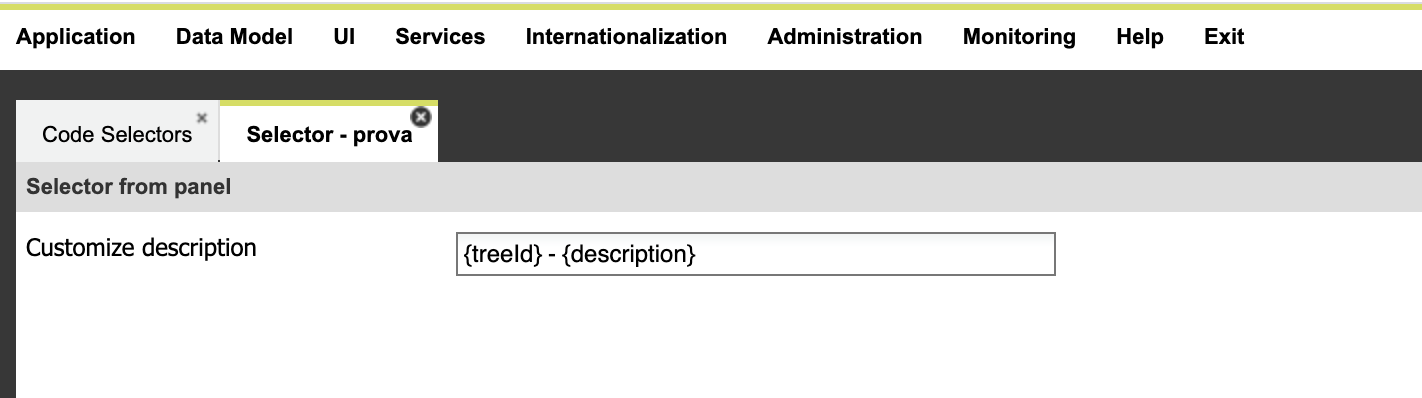 Application Data Model UI Services Internationalization Administration Monitoring Help Exit
Code Selectors Selector - prova
Selector from panel
Customize description {treeId} - {description}